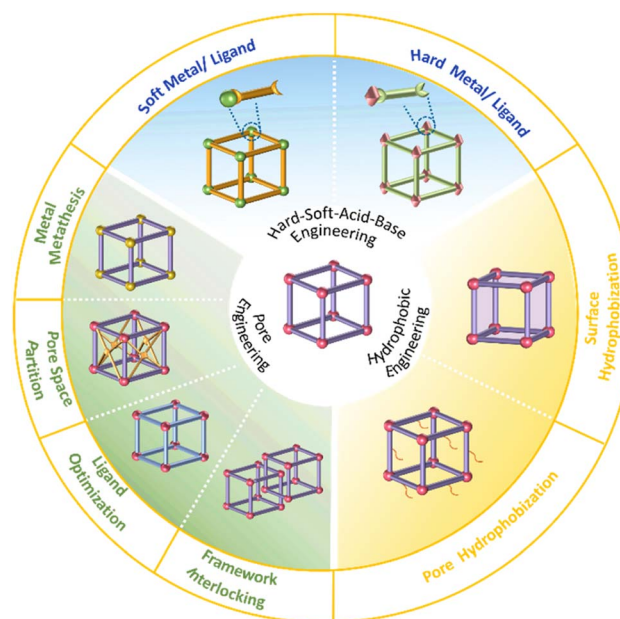 Soft Metal/ Ligand
Hard Metal/ Ligand
Metal
Metathesis
Hard-Soft-Acid-Base
Engineering
Pore
Engineering
Hydrophobic
Engineering
Surface
Hydrophobization
Pore Space
Partition
Ligand
Optimization
Framework
Interlocking
Pore Hydrophobization